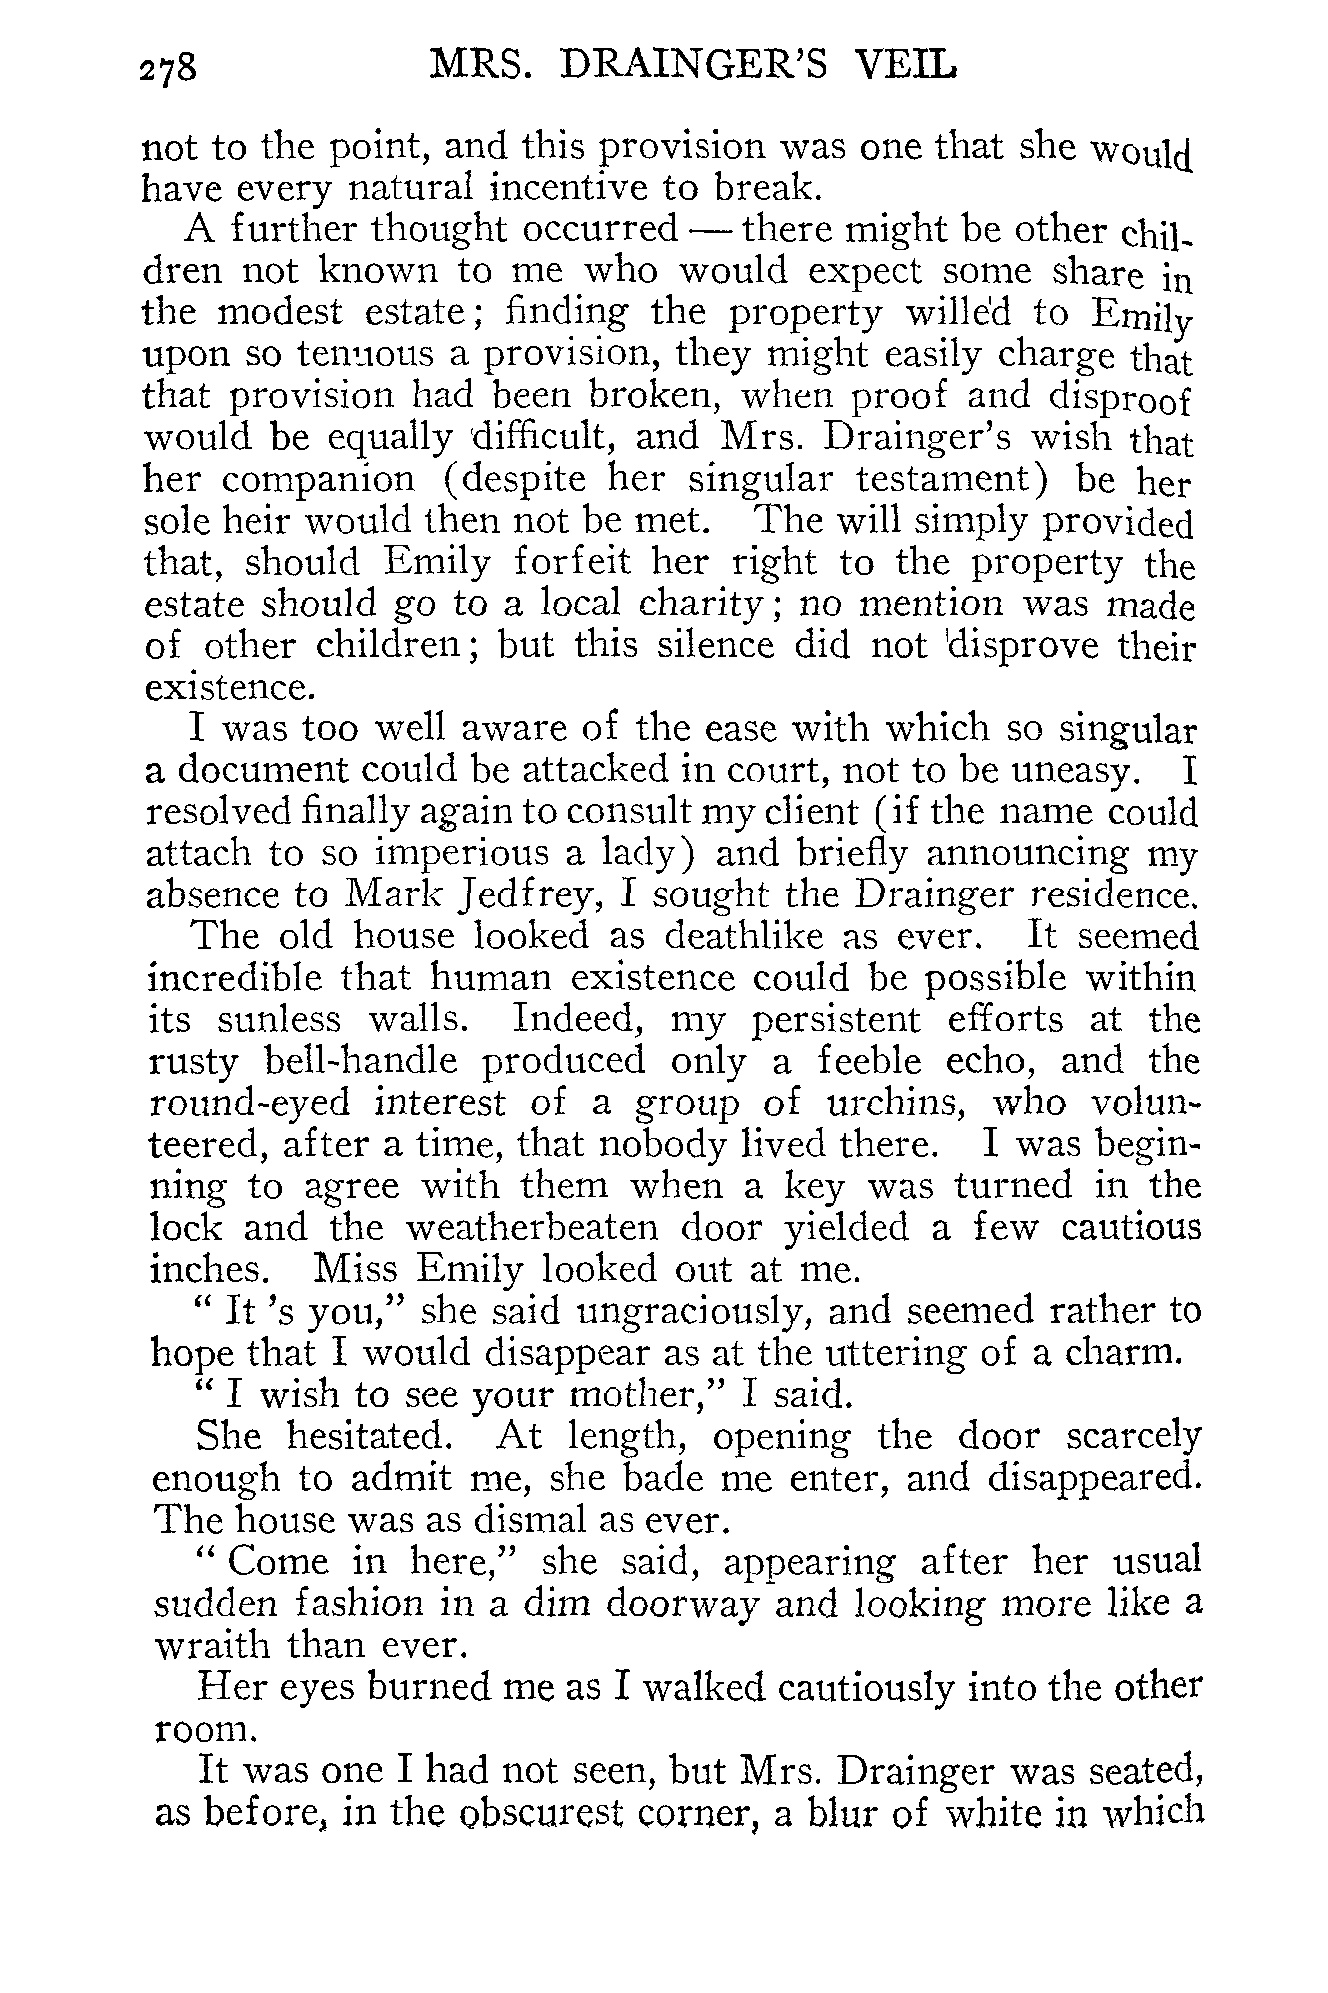 278 MRS. DRAINGER'S VEIL
not to the point, and this provision was one that she would
have every natural incentive to break.
A further thought occurred — there might be other chil-
dren not known to me who would expect some share in
the modest estate; finding the property willed to Emily
upon so tenuous a provision, they might easily charge that
that provision had been broken, when proof and disproof
would be equally difficult, and Mrs. Drainger's wish that
her companion (despite her singular testament) be her
sole heir would then not be met. The will simply provided
that, should Emily forfeit her right to the property the
estate should go to a local charity; no mention was made
of other children; but this silence did not disprove their
existence.
I was too well aware of the ease with which so singular
a document could be attacked in court, not to be uneasy. I
resolved finally again to consult my client (if the name could
attach to so imperious a lady) and briefly announcing my
absence to Mark Jedfrey, I sought the Drainger residence.
The old house looked as deathlike as ever. It seemed
incredible that human existence could be possible within
its sunless walls. Indeed, my persistent efforts at the
rusty bell-handle produced only a feeble echo, and the
round-eyed interest of a group of urchins, who volun-
teered, after a time, that nobody lived there. I was begin-
ning to agree with them when a key was turned in the
lock and the weatherbeaten door yielded a few cautious
inches. Miss Emily looked out at me.
" It 's you," she said ungraciously, and seemed rather to
hope that I would disappear as at the uttering of a charm.
" I wish to see your mother," I said.
She hesitated. At length, opening the door scarcely
enough to admit me, she bade me enter, and disappeared.
The house was as dismal as ever.
" Come in here," she said, appearing after her usual
sudden fashion in a dim doorway and looking more like a
wraith than ever.
Her eyes burned me as I walked cautiously into the other
room.
It was one I had not seen, but Mrs. Drainger was seated,
as before, in the obscurest corner, a blur of white in which